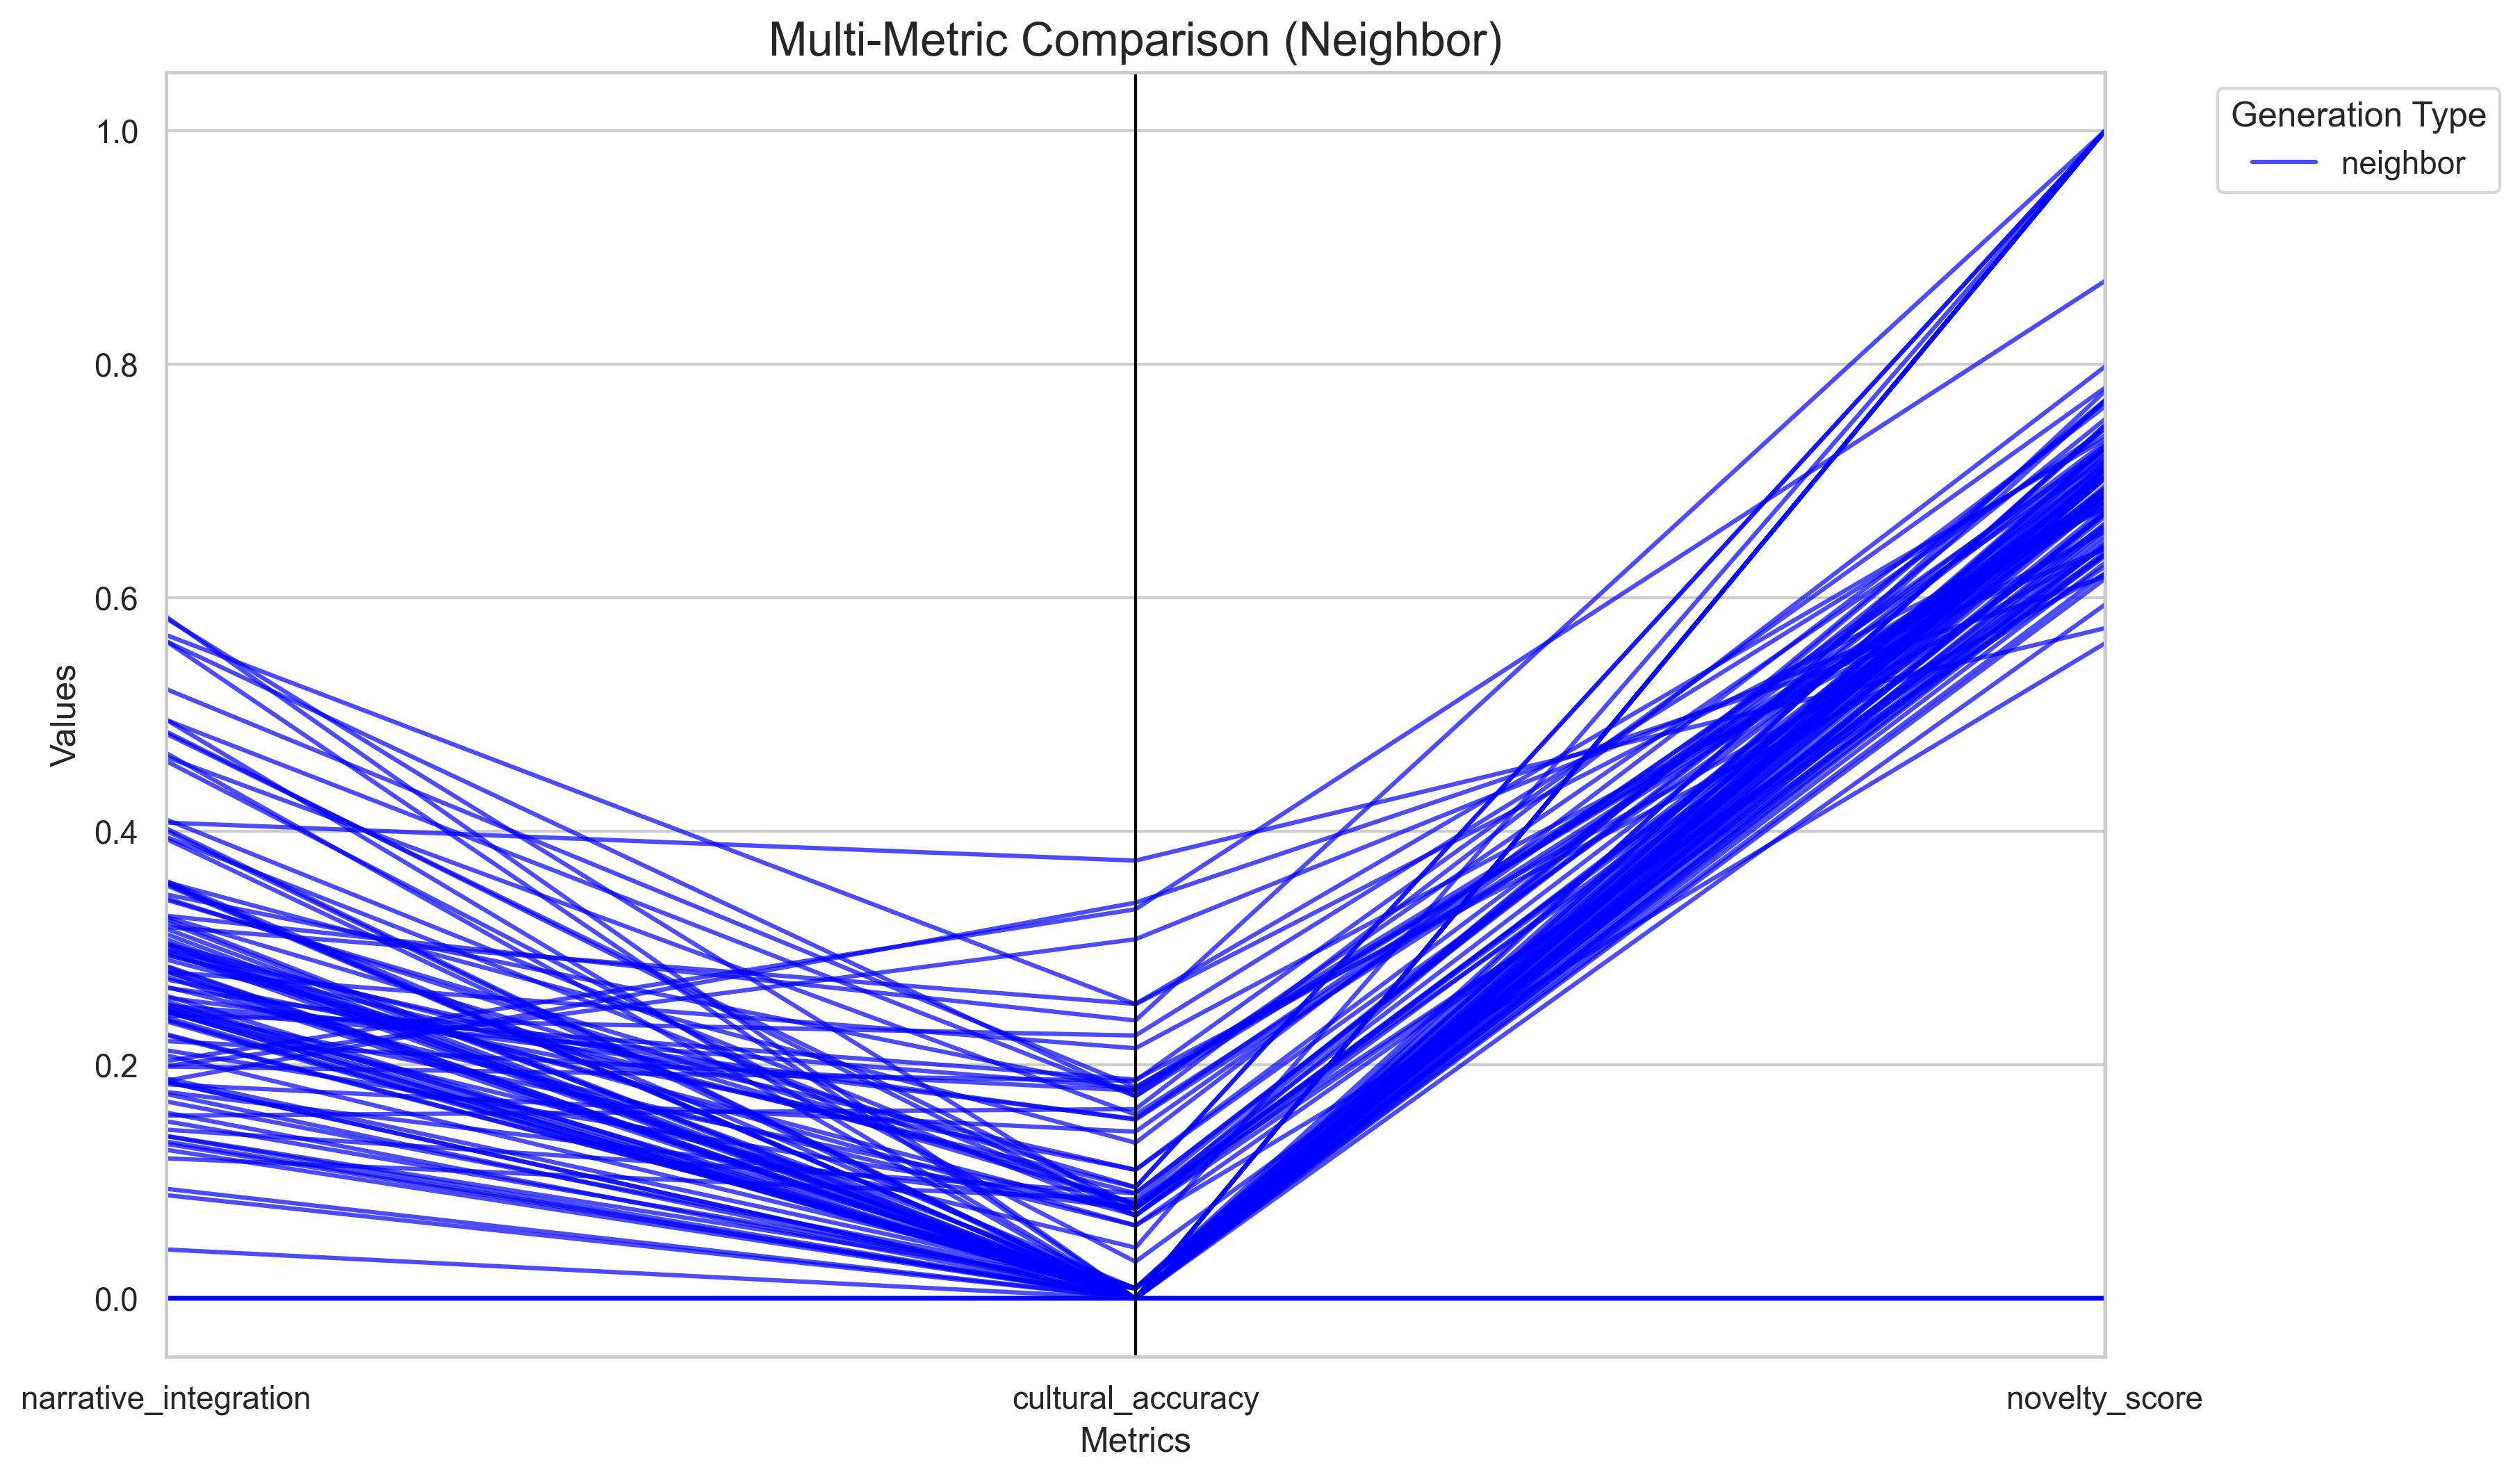 Multi-Metric Comparison (Neighbor)
Generation Type
neighbor
1.0
0.8
0.6
0.4
0.2
0.0
Values
narrative_integration
cultural_accuracy
novelty_score
Metrics